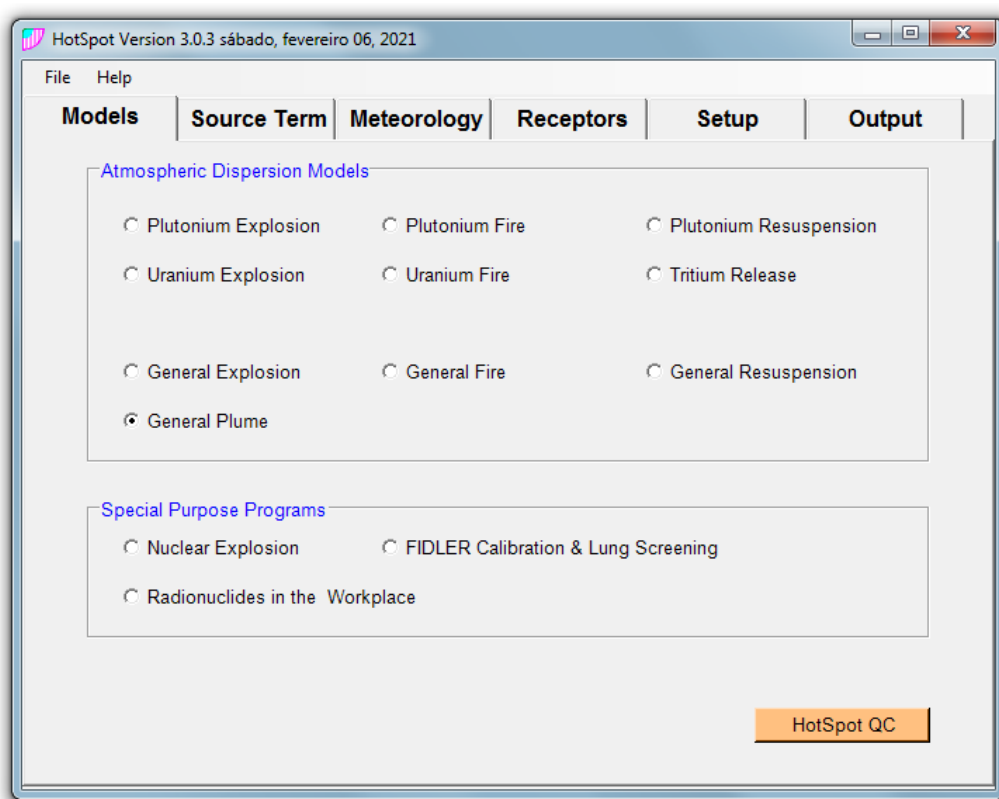 HotSpot Version 3.0.3 sábado, fevereiro 06, 2021
File Help
Models Source Term Meteorology Receptors Setup Output
Atmospheric Dispersion Models
Plutonium Explosion Plutonium Fire Plutonium Resuspension
Uranium Explosion Uranium Fire Tritium Release
General Explosion General Fire General Resuspension
General Plume
Special Purpose Programs
Nuclear Explosion FIDLER Calibration & Lung Screening
Radionuclides in the Workplace
HotSpot QC